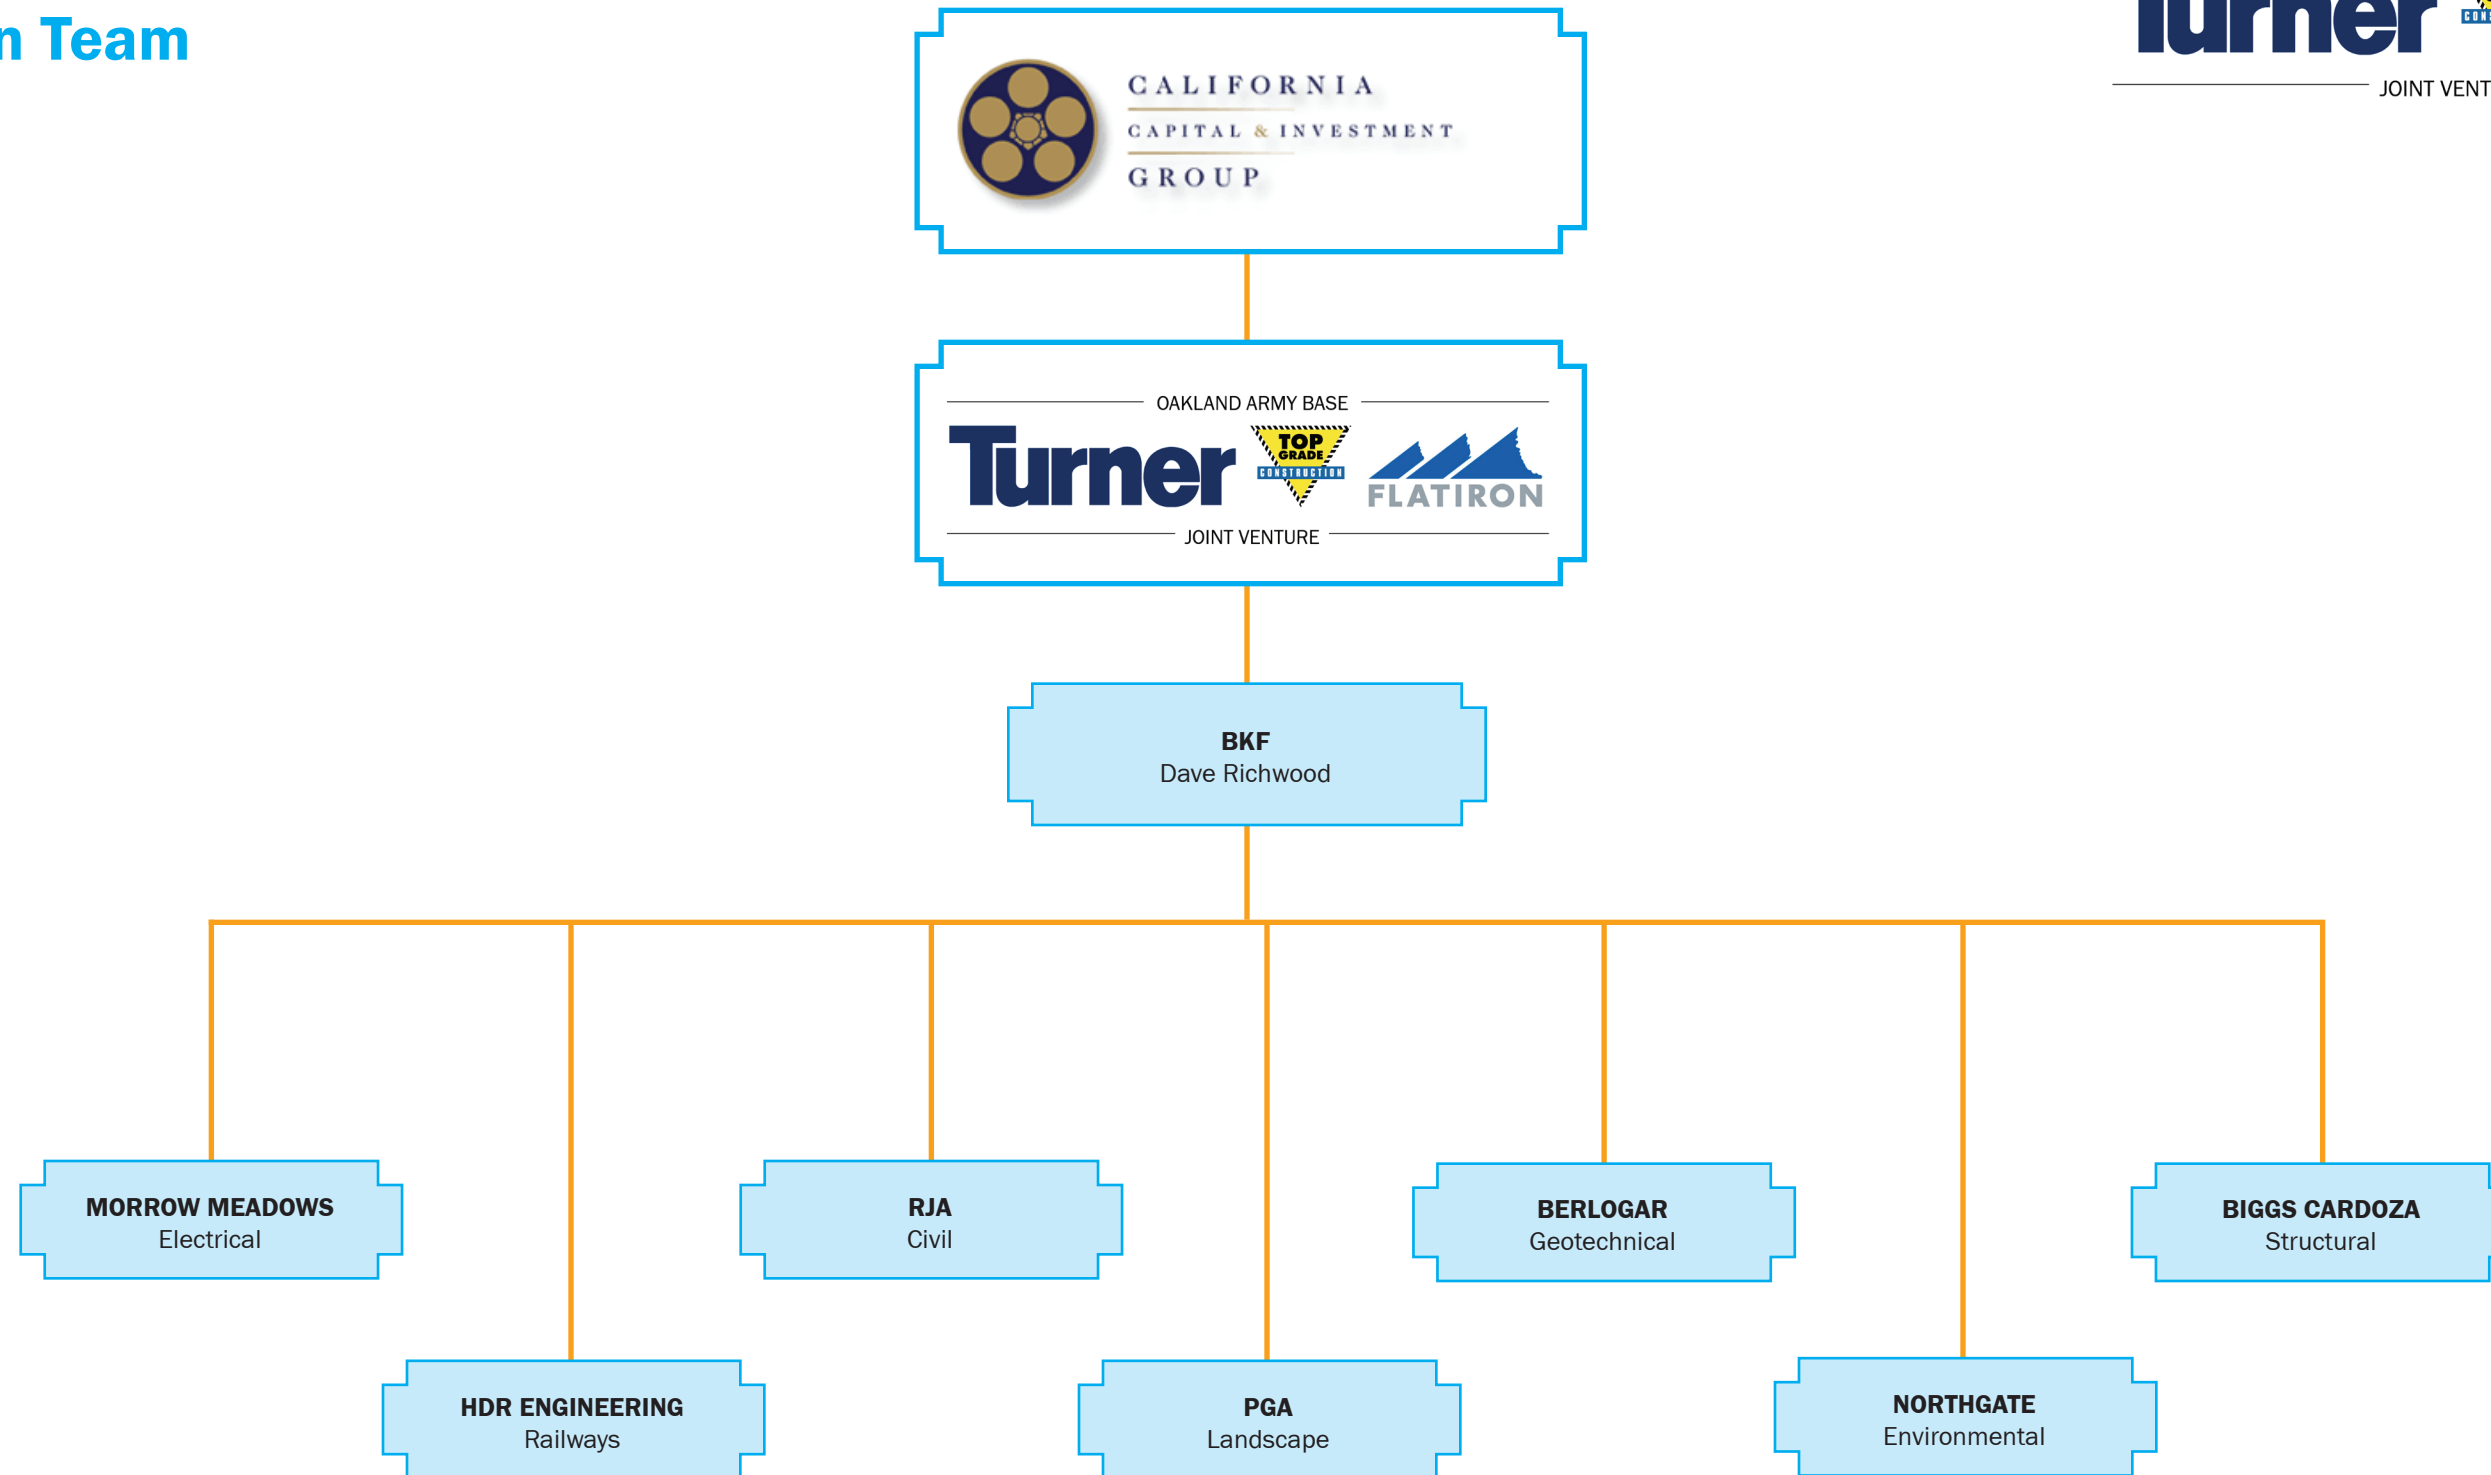 n Team
Turner
JOINT VENT
CALIFORNIA
CAPITAL & INVESTMENT
GROUP
OAKLAND ARMY BASE
Turner
TOP
GRADE
CONSTRUCTION
FLATIRON
JOINT VENTURE
BKF
Dave Richwood
MORROW MEADOWS
Electrical
RJA
Civil
BERLOGAR
Geotechnical
BIGGS CARDOZA
Structural
HDR ENGINEERING
Railways
PGA
Landscape
NORTHGATE
Environmental